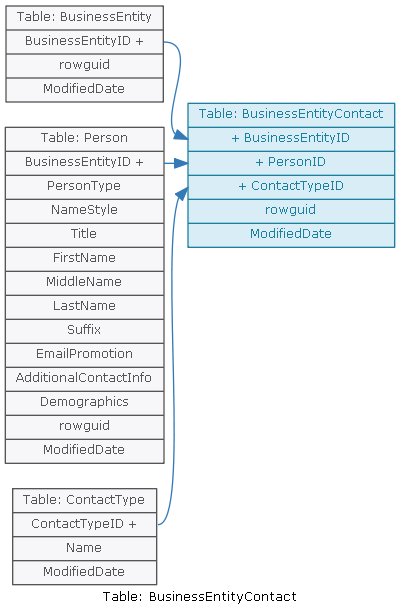 Table: BusinessEntity
BusinessEntityID +
rowguid
ModifiedDate
Table: Person
BusinessEntityID +
PersonType
NameStyle
Title
FirstName
MiddleName
LastName
Suffix
EmailPromotion
AdditionalContactInfo
Demographics
rowguid
ModifiedDate
Table: ContactType
ContactTypeID +
Name
ModifiedDate
Table: BusinessEntityContact
+ BusinessEntityID
+ PersonID
+ ContactTypeID
rowguid
ModifiedDate
Table: BusinessEntityContact